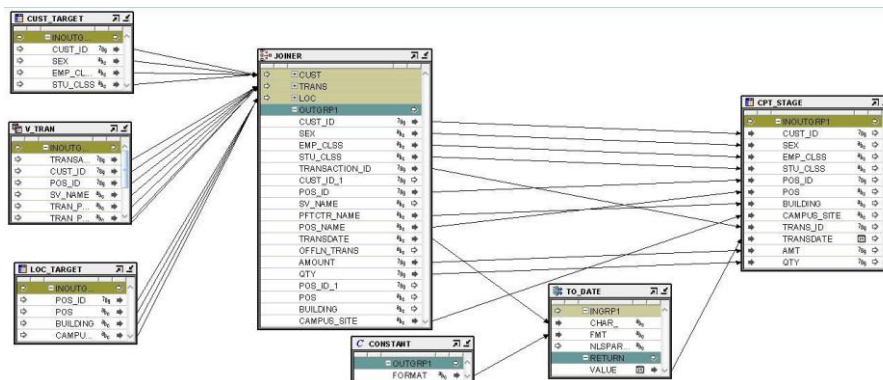 CUST_TARGET
INOUTG...
CUST_ID
SEX
EMP_CL...
STU_CLSS
V_TRAN
INOUTG...
TRANSA...
CUST_ID
POS_ID
SV_NAME
TRAN_P...
TRAN_P...
LOC_TARGET
INOUTG...
POS_ID
POS
BUILDING
CAMPU...
JOINER
CUST
TRANS
LOC
OUTGRP1
CUST_ID
SEX
EMP_CLSS
STU_CLSS
TRANSACTION_ID
CUST_ID_1
POS_ID
SV_NAME
PFTCTR_NAME
POS_NAME
TRANSDATE
OFFLN_TRANS
AMOUNT
QTY
POS_ID_1
POS
BUILDING
CAMPUS_SITE
CONSTANT
OUTGRP1
FORMAT
TO_DATE
INGRP1
CHAR_
FMT
NLSPAR...
RETURN
VALUE
CPT_STAGE
INOUTGRP1
CUST_ID
SEX
EMP_CLSS
STU_CLSS
POS_ID
POS
BUILDING
CAMPUS_SITE
TRANS_ID
TRANSDATE
AMT
QTY